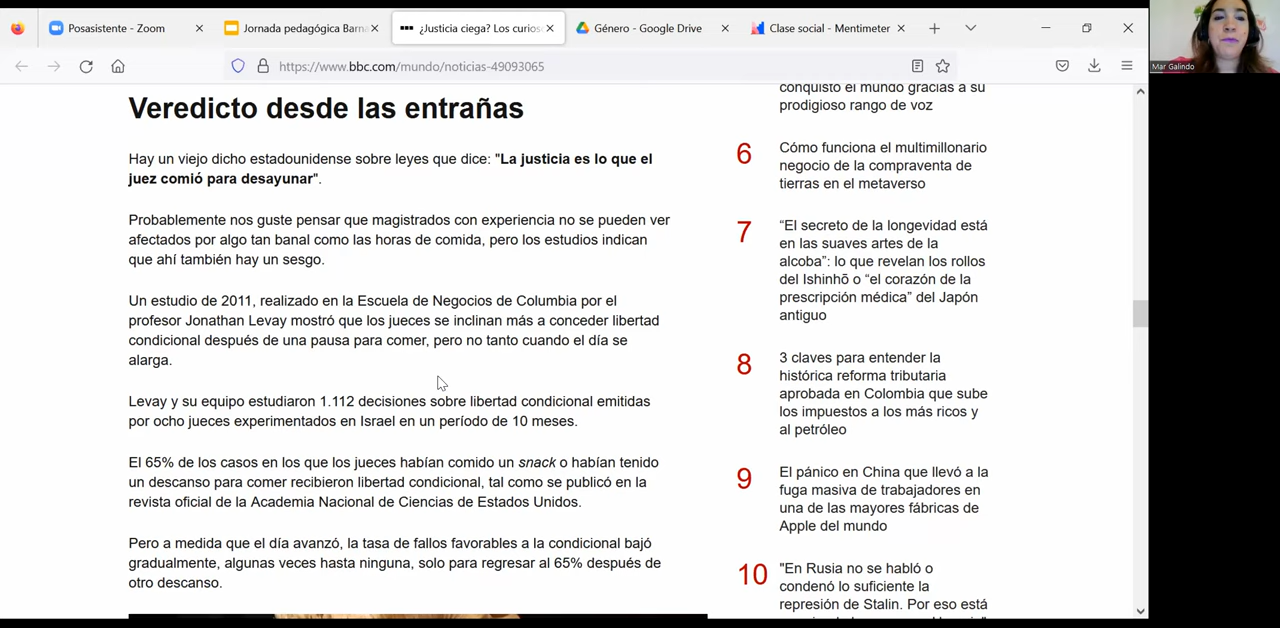 Posasistente - Zoom
Jornada pedagógica Barna
¿Justicia ciega? Los curios
Género - Google Drive
Clase social - Mentimeter
Mar Galindo
https://www.bbc.com/mundo/noticias-49093065
Veredicto desde las entrañas
Hay un viejo dicho estadounidense sobre leyes que dice: "La justicia es lo que el
juez comió para desayunar".
Probablemente nos guste pensar que magistrados con experiencia no se pueden ver
afectados por algo tan banal como las horas de comida, pero los estudios indican
que ahí también hay un sesgo.
Un estudio de 2011, realizado en la Escuela de Negocios de Columbia por el
profesor Jonathan Levay mostró que los jueces se inclinan más a conceder libertad
condicional después de una pausa para comer, pero no tanto cuando el día se
alarga.
Levay y su equipo estudiaron 1.112 decisiones sobre libertad condicional emitidas
por ocho jueces experimentados en Israel en un período de 10 meses.
El 65% de los casos en los que los jueces habían comido un snack o habían tenido
un descanso para comer recibieron libertad condicional, tal como se publicó en la
revista oficial de la Academia Nacional de Ciencias de Estados Unidos.
Pero a medida que el día avanzó, la tasa de fallos favorables a la condicional bajó
gradualmente, algunas veces hasta ninguna, solo para regresar al 65% después de
otro descanso.
conquistó el mundo gracias a su
prodigioso rango de voz
6
Cómo funciona el multimillonario
negocio de la compraventa de
tierras en el metaverso
7
“El secreto de la longevidad está
en las suaves artes de la
alcoba”: lo que revelan los rollos
del Ishinhō o “el corazón de la
prescripción médica” del Japón
antiguo
8
3 claves para entender la
histórica reforma tributaria
aprobada en Colombia que sube
los impuestos a los más ricos y
al petróleo
9
El pánico en China que llevó a la
fuga masiva de trabajadores en
una de las mayores fábricas de
Apple del mundo
10
"En Rusia no se habló o
condenó lo suficiente la
represión de Stalin. Por eso está